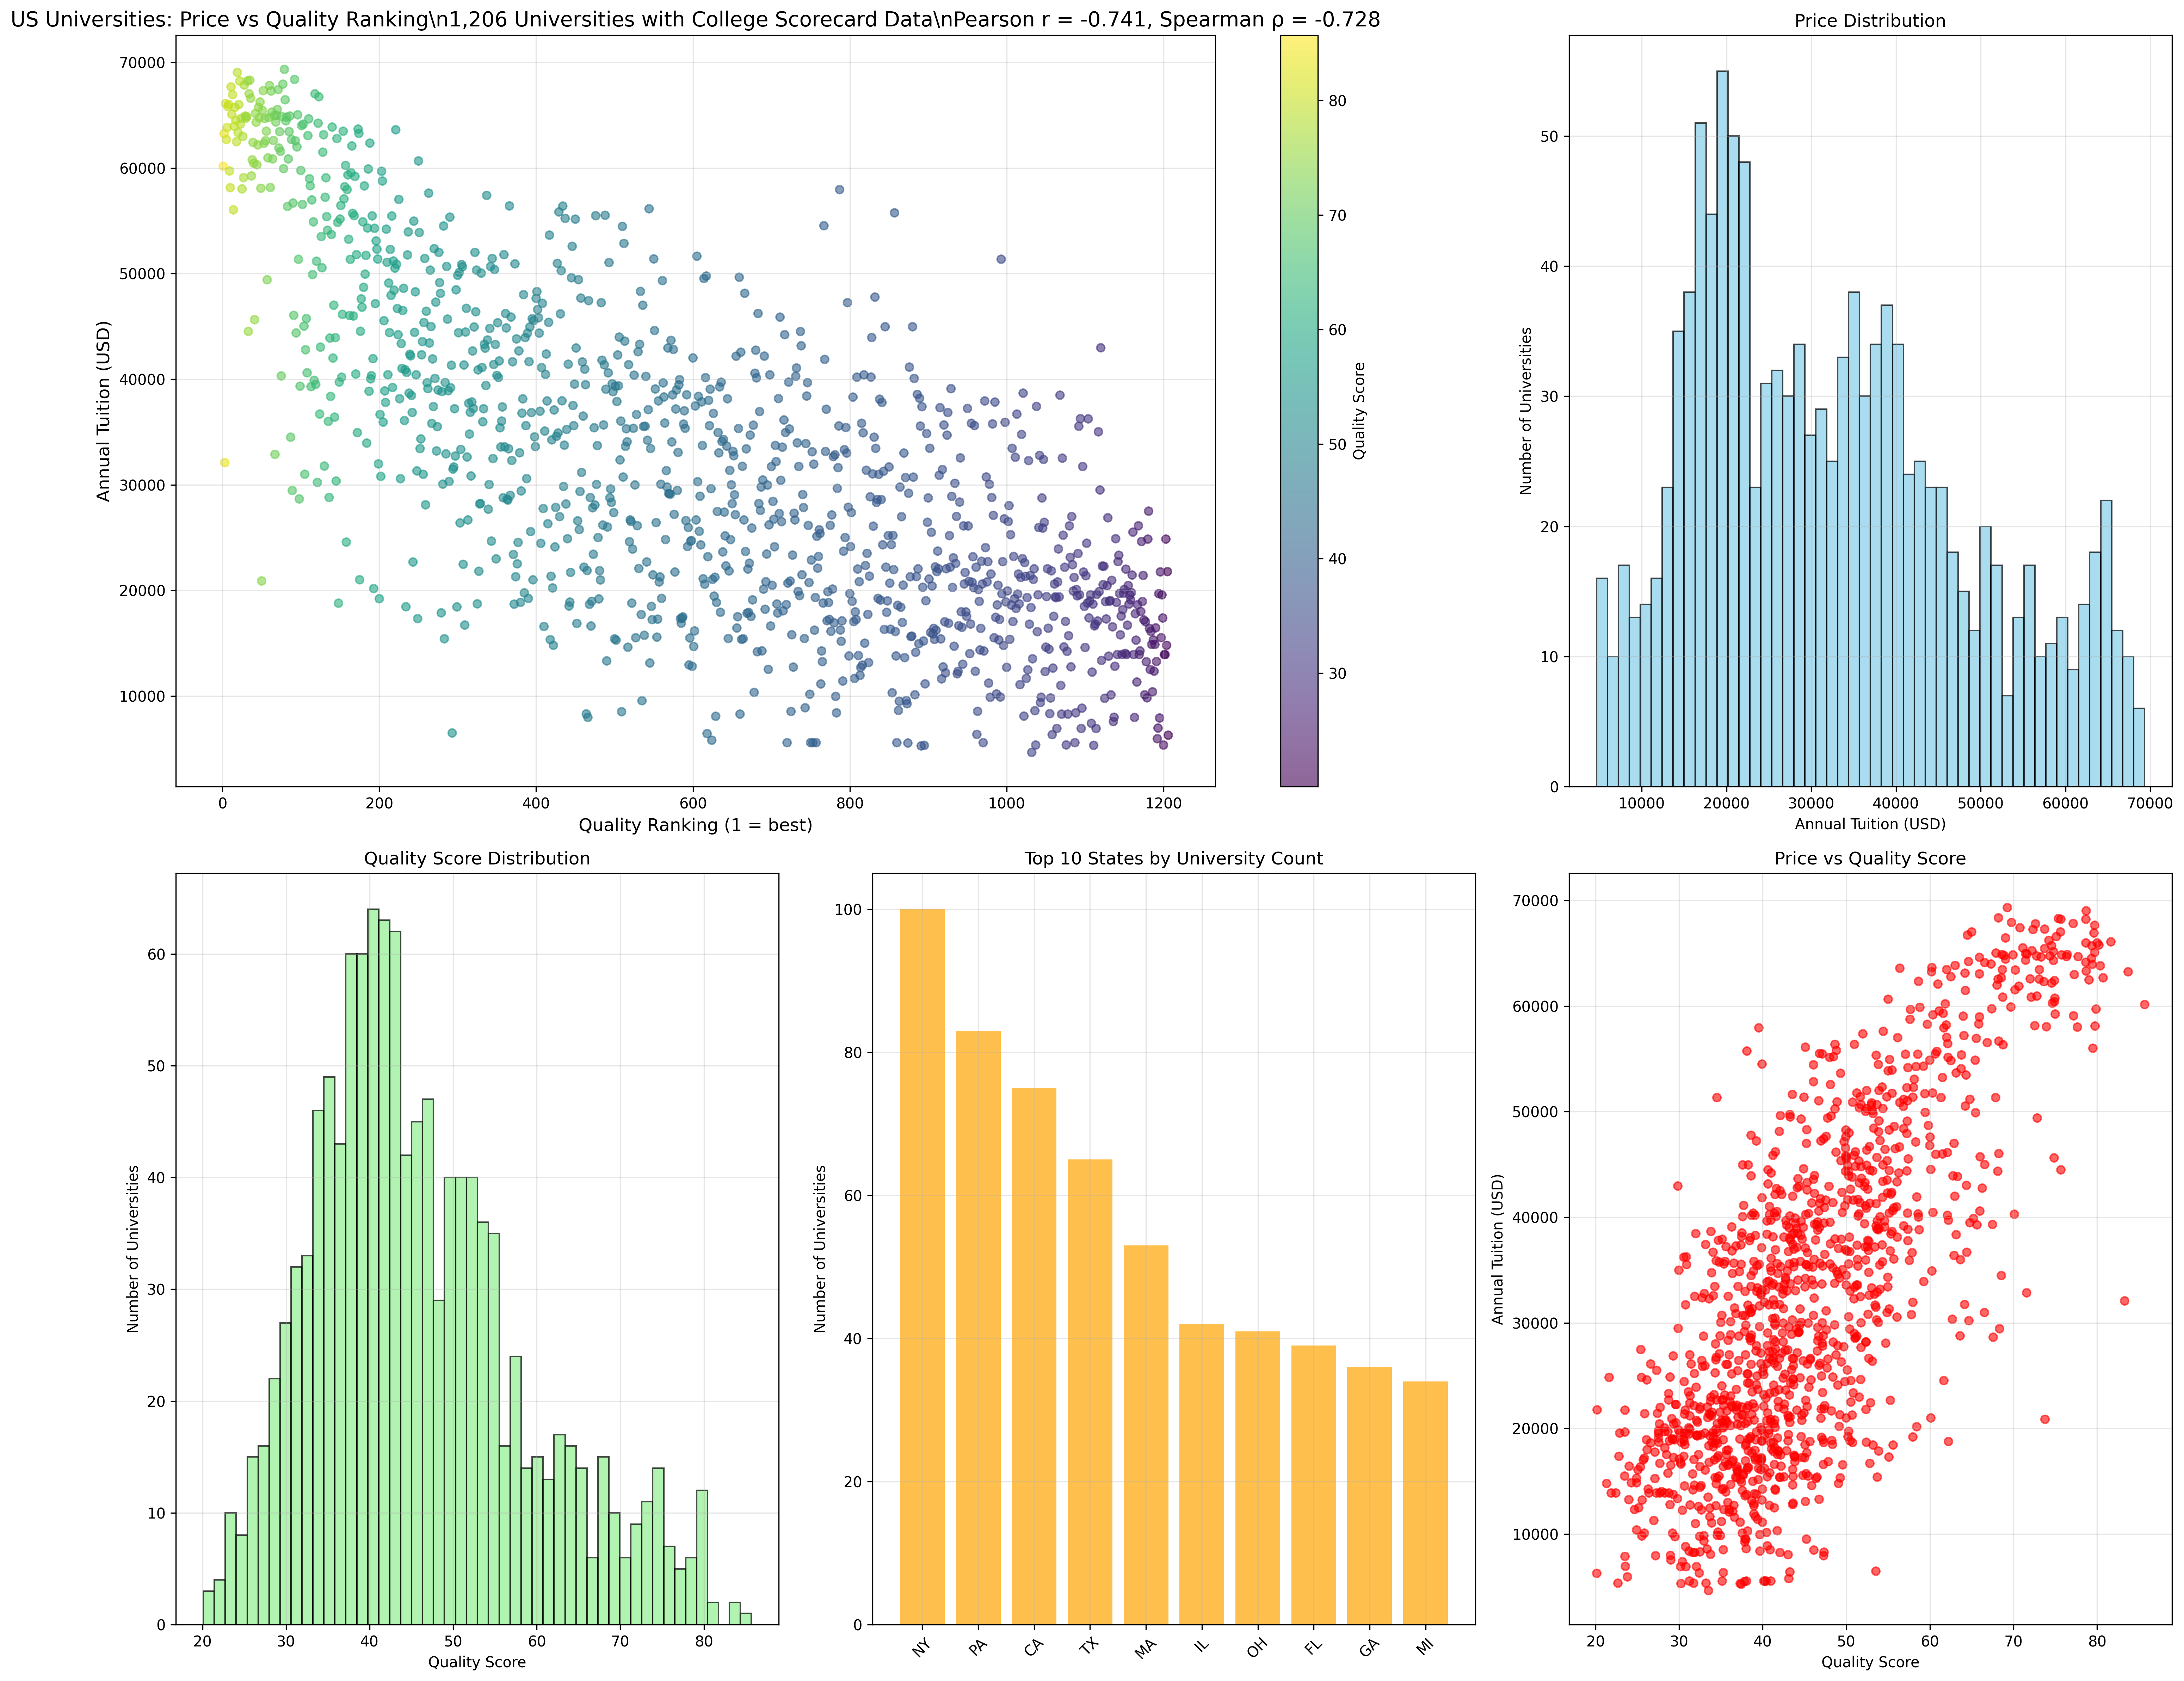 US Universities: Price vs Quality Ranking\n1,206 Universities with College Scorecard Data\nPearson r = -0.741, Spearman ρ = -0.728
70000
60000
50000
40000
30000
20000
10000
Annual Tuition (USD)
0 200 400 600 800 1000 1200
Quality Ranking (1 = best)
80
70
60
50
40
30
Quality Score
Price Distribution
50
40
30
20
10
0
Number of Universities
10000 20000 30000 40000 50000 60000 70000
Annual Tuition (USD)
Quality Score Distribution
60
50
40
30
20
10
0
Number of Universities
20 30 40 50 60 70 80
Quality Score
Top 10 States by University Count
100
80
60
40
20
0
Number of Universities
NY PA CA TX MA IL OH FL GA MI
Price vs Quality Score
70000
60000
50000
40000
30000
20000
10000
Annual Tuition (USD)
20 30 40 50 60 70 80
Quality Score